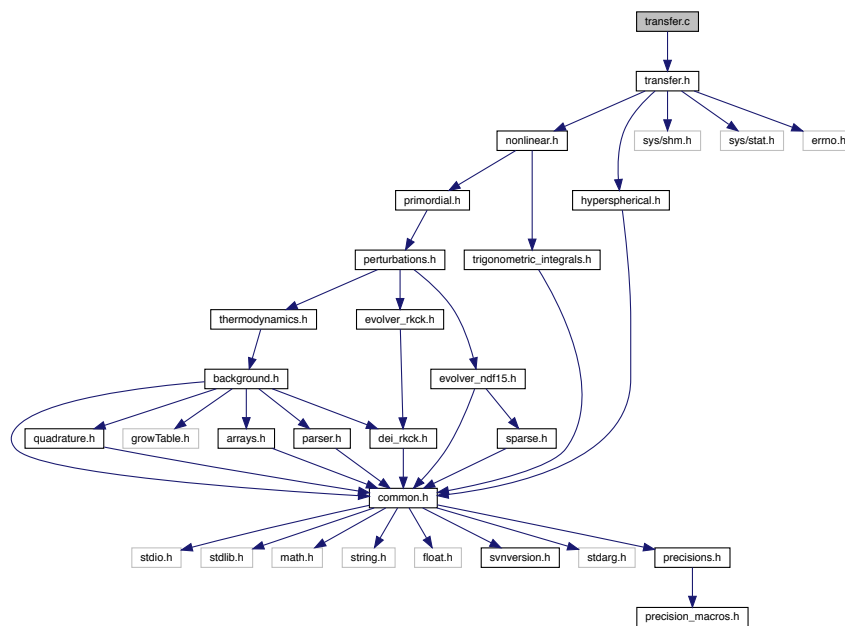 transfer.c
transfer.h
nonlinear.h
sys/shm.h
sys/stat.h
errno.h
primordial.h
hyperspherical.h
perturbations.h
trigonometric_integrals.h
thermodynamics.h
evolver_rkck.h
background.h
evolver_ndf15.h
quadrature.h
growTable.h
arrays.h
parser.h
dei_rkck.h
sparse.h
common.h
stdio.h
stdlib.h
math.h
string.h
float.h
svnversion.h
stdarg.h
precisions.h
precision_macros.h